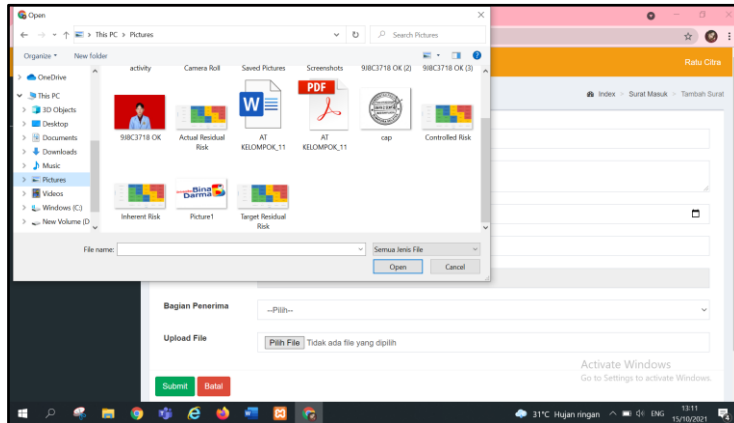 Open
This PC > Pictures
Search Pictures
Organize
New folder
OneDrive
This PC
3D Objects
Desktop
Documents
Downloads
Music
Pictures
Videos
Windows (C:)
New Volume (D
activity
Camera Roll
Saved Pictures
Screenshots
9J8C3718 OK (2)
9J8C3718 OK (3)
9J8C3718 OK
Actual Residual
Risk
W
AT
KELOMPOK_11
PDF
AT
KELOMPOK_11
cap
Controlled Risk
Inherent Risk
Bina
Darma
Picture1
Target Residual
Risk
File name:
Semua Jenis File
Open
Cancel
Ratu Citra
Index > Surat Masuk > Tambah Surat
Bagian Penerima
--Pilih--
Upload File
Pilih File Tidak ada file yang dipilih
Submit
Batal
Activate Windows
Go to Settings to activate Windows.
31°C Hujan ringan
ENG
13:11
15/10/2021